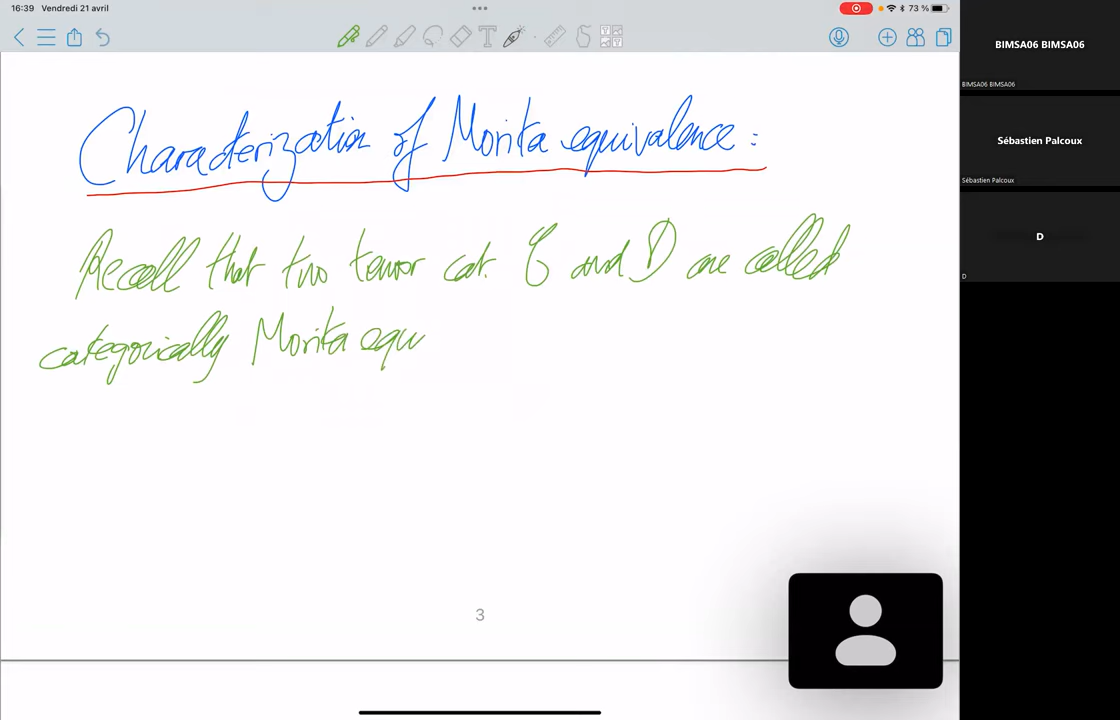 16:39 Vendredi 21 avril
73 %
Characterization of Morita equivalence :
Recall that two tensor cat. C and D are called
categorically Morita equ
3
BIMSA06 BIMSA06
BIMSA06 BIMSA06
Sébastien Palcoux
Sébastien Palcoux
D
D